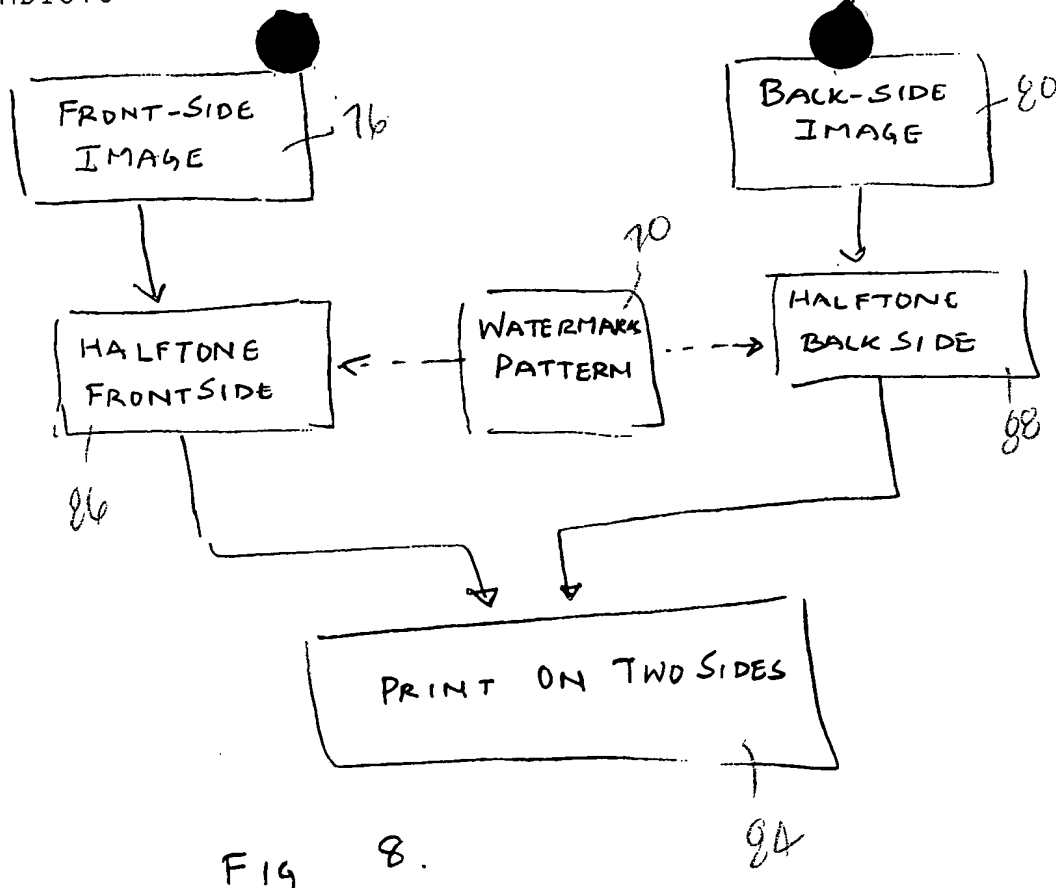 FRONT-SIDE
IMAGE
76
BACK-SIDE
IMAGE
80
HALFTONE
FRONTSIDE
86
WATERMARK
PATTERN
70
HALFTONE
BACKSIDE
88
PRINT ON TWO SIDES
84
FIG 8.